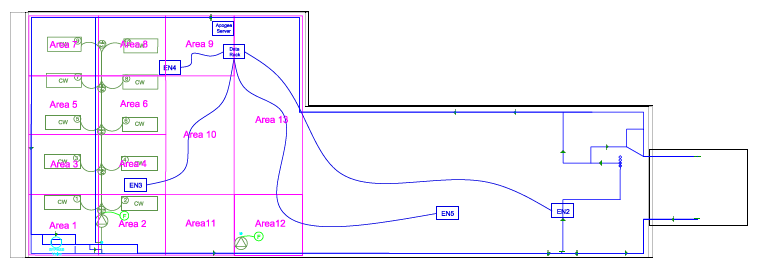 Apogee
Server
Area 7
Area 8
Area 9
Data
Rack
EN4
CW
CW
Area 5
Area 6
Area 13
CW
CW
Area 10
Area 3
Area 4
EN3
CW
CW
Area 1
Area 2
Area11
Area12
EN5
EN2